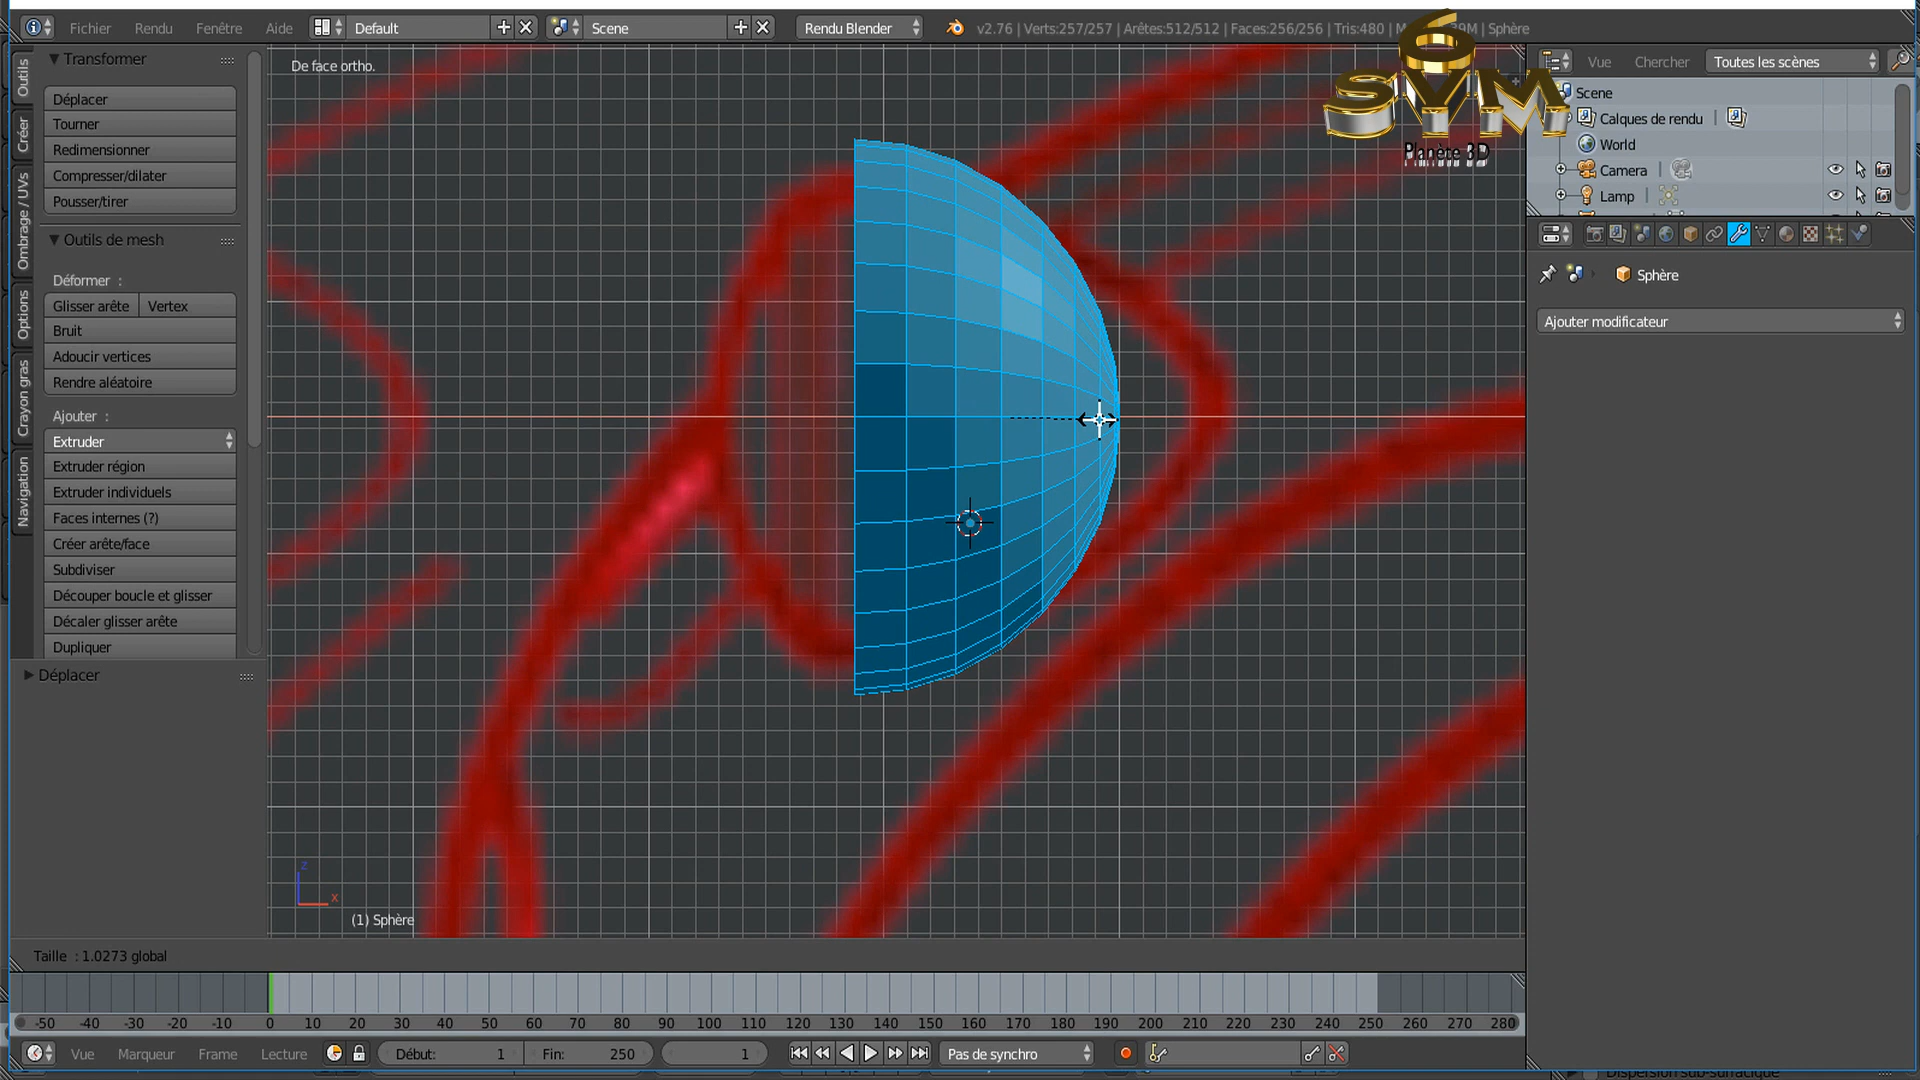 Fichier Rendu Fenêtre Aide Default Scene Rendu Blender v2.76 | Verts:257/257 | Arêtes:512/512 | Faces:256/256 | Tris:480 | Sphère
Outils
Créer
Ombrage / UVs
Options
Crayon gras
Navigation
Transformer
Déplacer
Tourner
Redimensionner
Compresser/dilater
Pousser/tirer
Outils de mesh
Déformer :
Glisser arête Vertex
Bruit
Adoucir vertices
Rendre aléatoire
Ajouter :
Extruder
Extruder région
Extruder individuels
Faces internes (?)
Créer arête/face
Subdiviser
Découper boucle et glisser
Décaler glisser arête
Dupliquer
Déplacer
De face ortho.
z
x
(1) Sphère
6
SVM
Planète 3D
Vue Chercher Toutes les scènes
Scene
Calques de rendu |
World
Camera |
Lamp |
Sphère
Ajouter modificateur
Taille : 1.0273 global
-50 -40 -30 -20 -10 0 10 20 30 40 50 60 70 80 90 100 110 120 130 140 150 160 170 180 190 200 210 220 230 240 250 260 270 280
Vue Marqueur Frame Lecture Début: 1 Fin: 250 1 Pas de synchro
Dispersion sub-surfacique